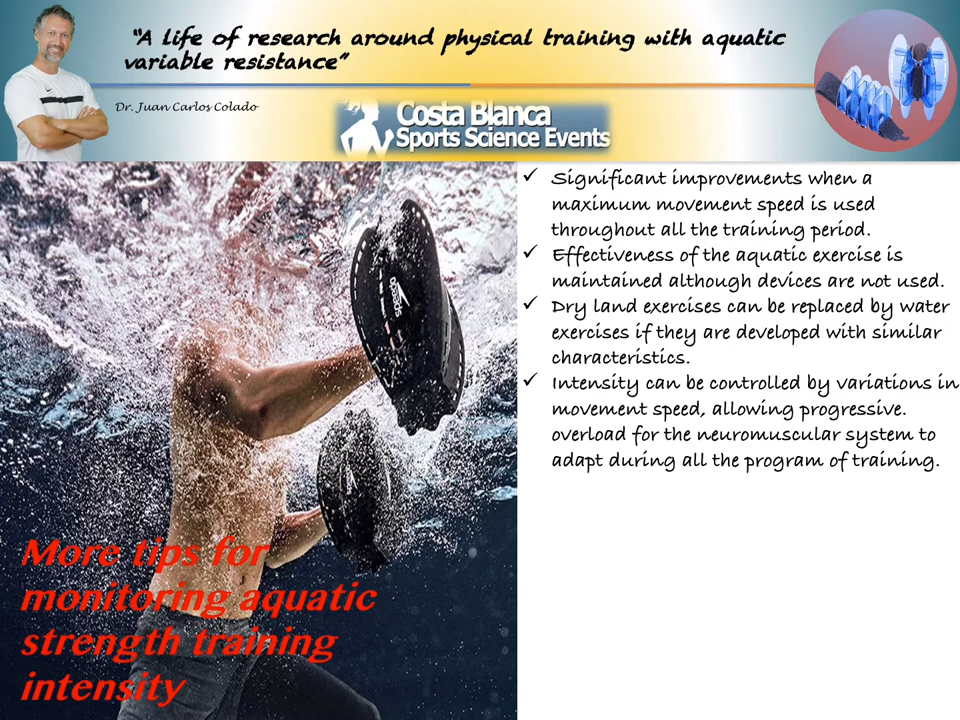 “A life of research around physical training with aquatic
variable resistance”
Dr. Juan Carlos Colado
Costa Blanca
Sports Science Events
✓ Significant improvements when a
maximum movement speed is used
throughout all the training period.
✓ Effectiveness of the aquatic exercise is
maintained although devices are not used.
✓ Dry land exercises can be replaced by water
exercises if they are developed with similar
characteristics.
✓ Intensity can be controlled by variations in
movement speed, allowing progressive.
overload for the neuromuscular system to
adapt during all the program of training.
speedo
More tips for
monitoring aquatic
strength training
intensity